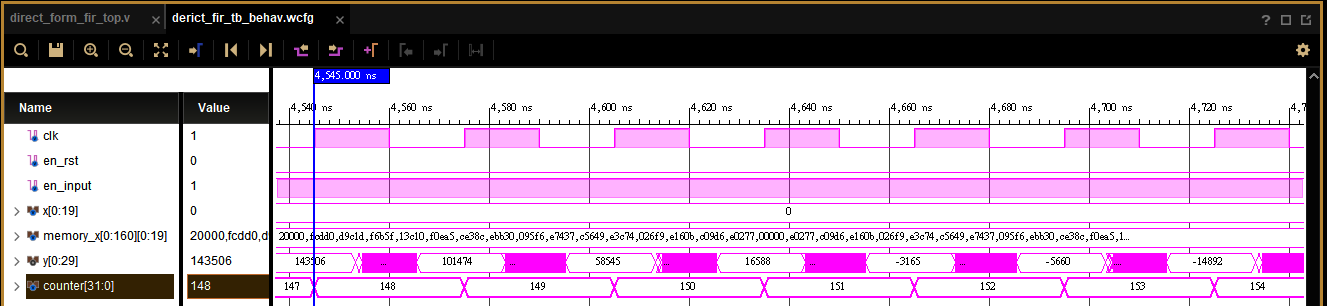 direct_form_fir_top.v × derict_fir_tb_behav.wcfg ×
?
4,545.000 ns
Name Value
4,540 ns 4,560 ns 4,580 ns 4,600 ns 4,620 ns 4,640 ns 4,660 ns 4,680 ns 4,700 ns 4,720 ns
clk 1
en_rst 0
en_input 1
x[0:19] 0 0
memory_x[0:160][0:19] 20000,fcdd0,d 20000,fcdd0,d9c1d,f6b5f,13c10,f0ea5,ce38c,ebb30,095f6,e7437,c5649,e3c74,026f9,e160b,c09d6,e0277,00000,e0277,c09d6,e160b,026f9,e3c74,c5649,e7437,095f6,ebb30,ce38c,f0ea5,1...
y[0:29] 143506 143506 ... 101474 ... 58545 ... 16588 ... -3165 ... -5660 ... -14892 ...
counter[31:0] 148 147 148 149 150 151 152 153 154